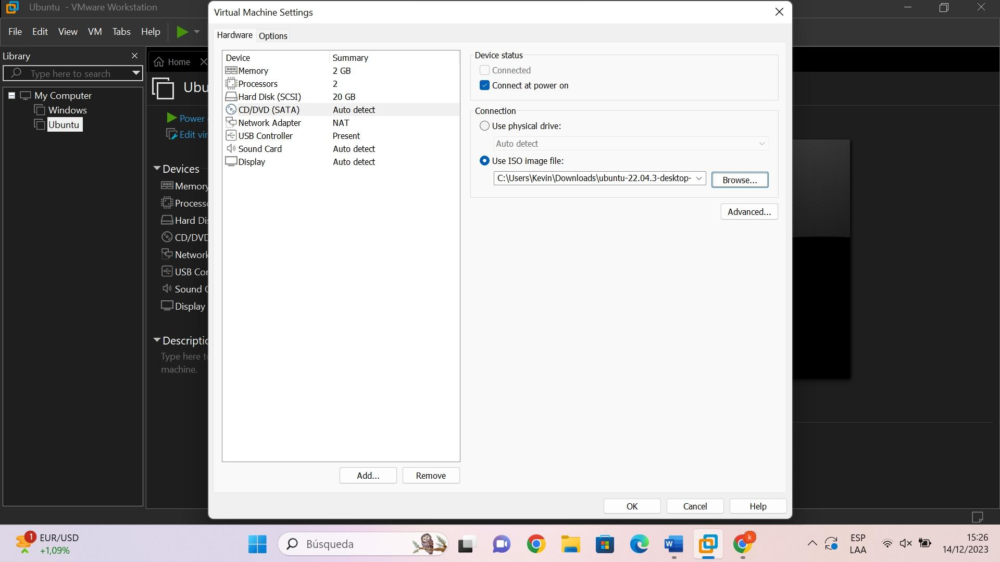 Ubuntu - VMware Workstation
File Edit View VM Tabs Help
Library
Type here to search
My Computer
Windows
Ubuntu
Home
Ubu
Power
Edit vir
Devices
Memory
Process
Hard Dis
CD/DVD
Network
USB Con
Sound C
Display
Descriptio
Type here to
machine.
Virtual Machine Settings
Hardware Options
Device Summary
Memory 2 GB
Processors 2
Hard Disk (SCSI) 20 GB
CD/DVD (SATA) Auto detect
Network Adapter NAT
USB Controller Present
Sound Card Auto detect
Display Auto detect
Add... Remove
Device status
Connected
Connect at power on
Connection
Use physical drive:
Auto detect
Use ISO image file:
C:\Users\Kevin\Downloads\ubuntu-22.04.3-desktop-
Browse...
Advanced...
OK Cancel Help
1 EUR/USD
+1,09%
Búsqueda
W
k
ESP
LAA
15:26
14/12/2023